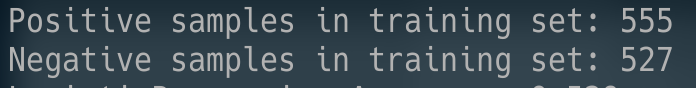 Positive samples in training set: 555
Negative samples in training set: 527